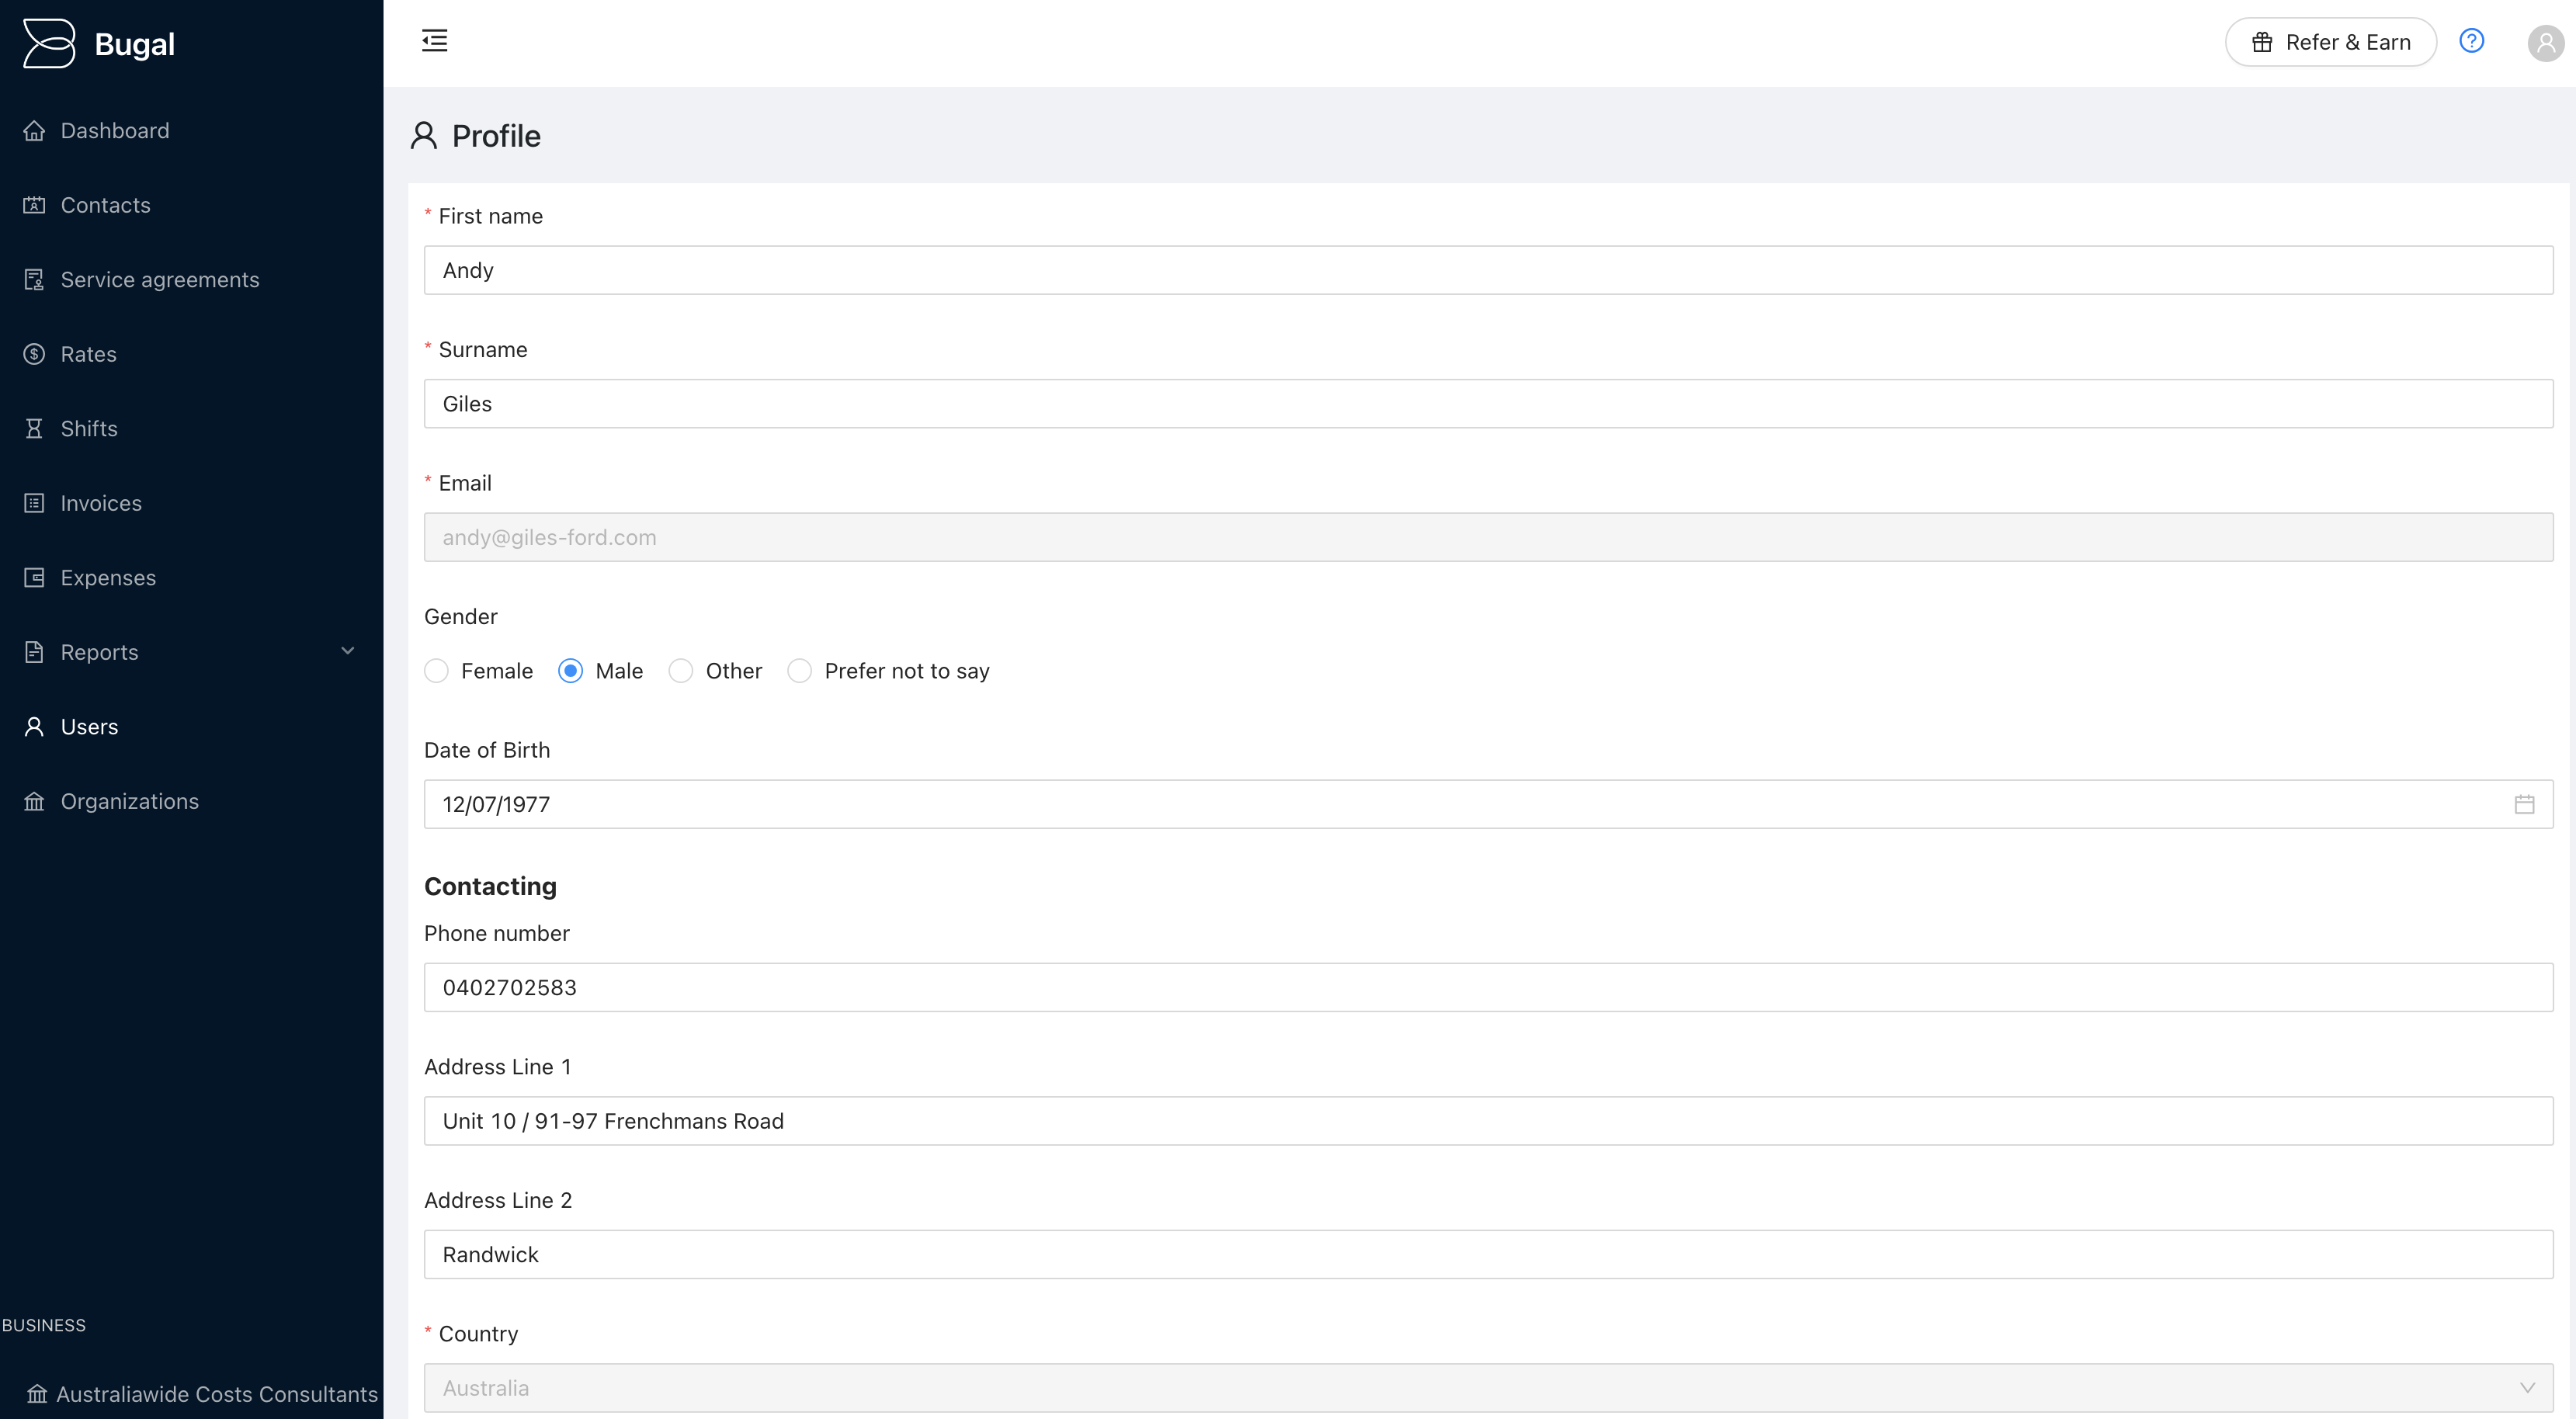 Bugal
Refer & Earn
Dashboard
Contacts
Service agreements
Rates
Shifts
Invoices
Expenses
Reports
Users
Organizations
BUSINESS
Australiawide Costs Consultants
Profile
* First name
Andy
* Surname
Giles
* Email
andy@giles-ford.com
Gender
Female Male Other Prefer not to say
Date of Birth
12/07/1977
Contacting
Phone number
0402702583
Address Line 1
Unit 10 / 91-97 Frenchmans Road
Address Line 2
Randwick
* Country
Australia